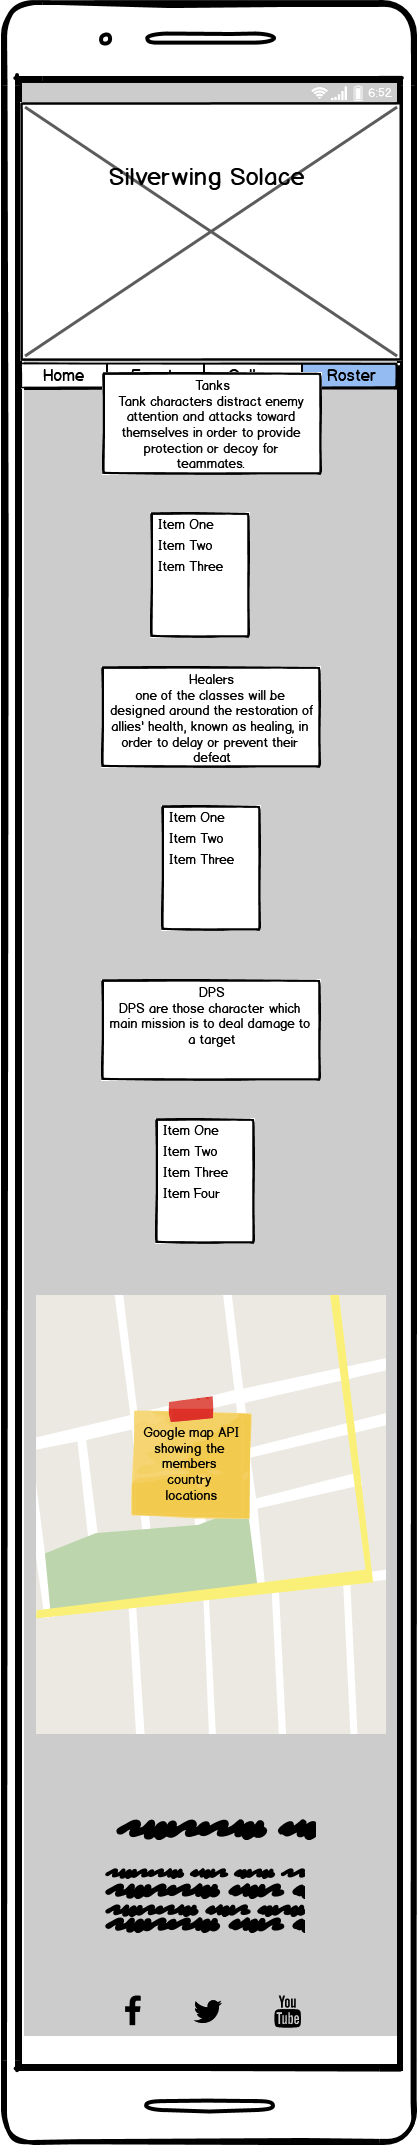 6:52
Silverwing Solace
Home
Roster
Tanks
Tank characters distract enemy
attention and attacks toward
themselves in order to provide
protection or decoy for
teammates.
Item One
Item Two
Item Three
Healers
one of the classes will be
designed around the restoration of
allies' health, known as healing, in
order to delay or prevent their
defeat
Item One
Item Two
Item Three
DPS
DPS are those character which
main mission is to deal damage to
a target
Item One
Item Two
Item Three
Item Four
Google map API
showing the
members
country
locations
You
Tube